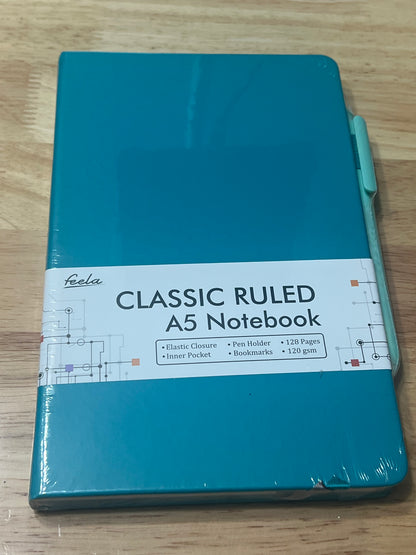 feela
CLASSIC RULED
A5 Notebook
• Elastic Closure • Pen Holder • 128 Pages
• Inner Pocket • Bookmarks • 120 gsm